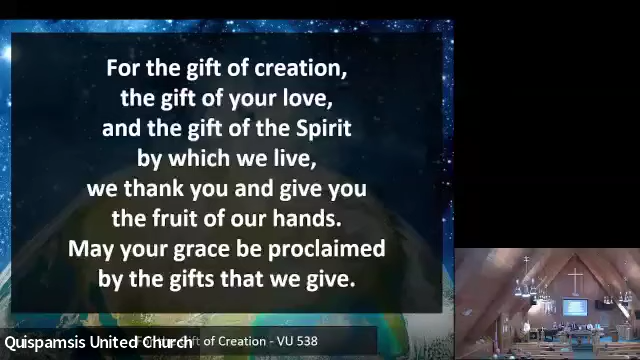 For the gift of creation,
the gift of your love,
and the gift of the Spirit
by which we live,
we thank you and give you
the fruit of our hands.
May your grace be proclaimed
by the gifts that we give.
Quispamsis United Church
Gift of Creation - VU 538